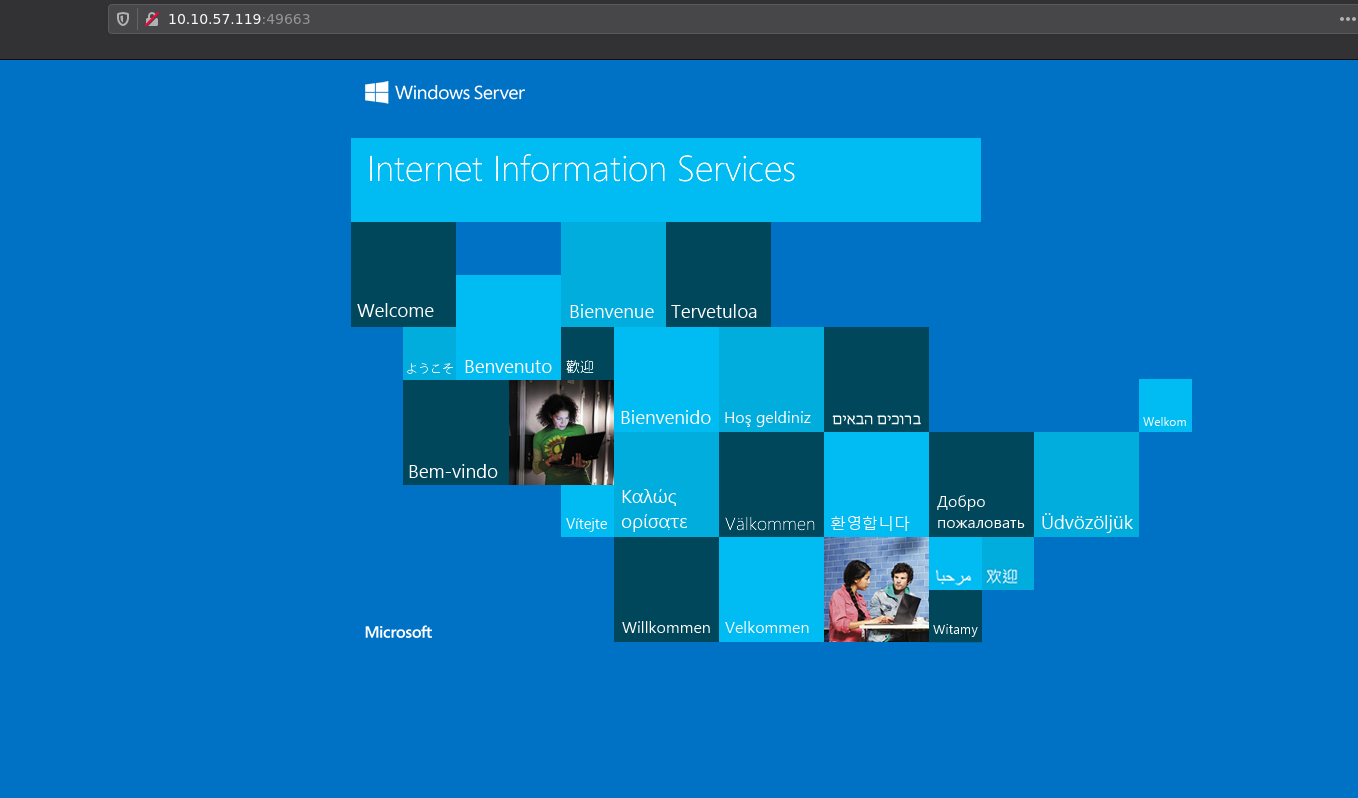 10.10.57.119:49663
Windows Server
Internet Information Services
Welcome
Bienvenue
Tervetuloa
ようこそ
Benvenuto
歡迎
Bienvenido
Hoş geldiniz
ברוכים הבאים
Welkom
Bem-vindo
Vítejte
Καλώς
ορίσατε
Välkommen
환영합니다
Добро
пожаловать
Üdvözöljük
مرحبا
欢迎
Microsoft
Willkommen
Velkommen
Witamy